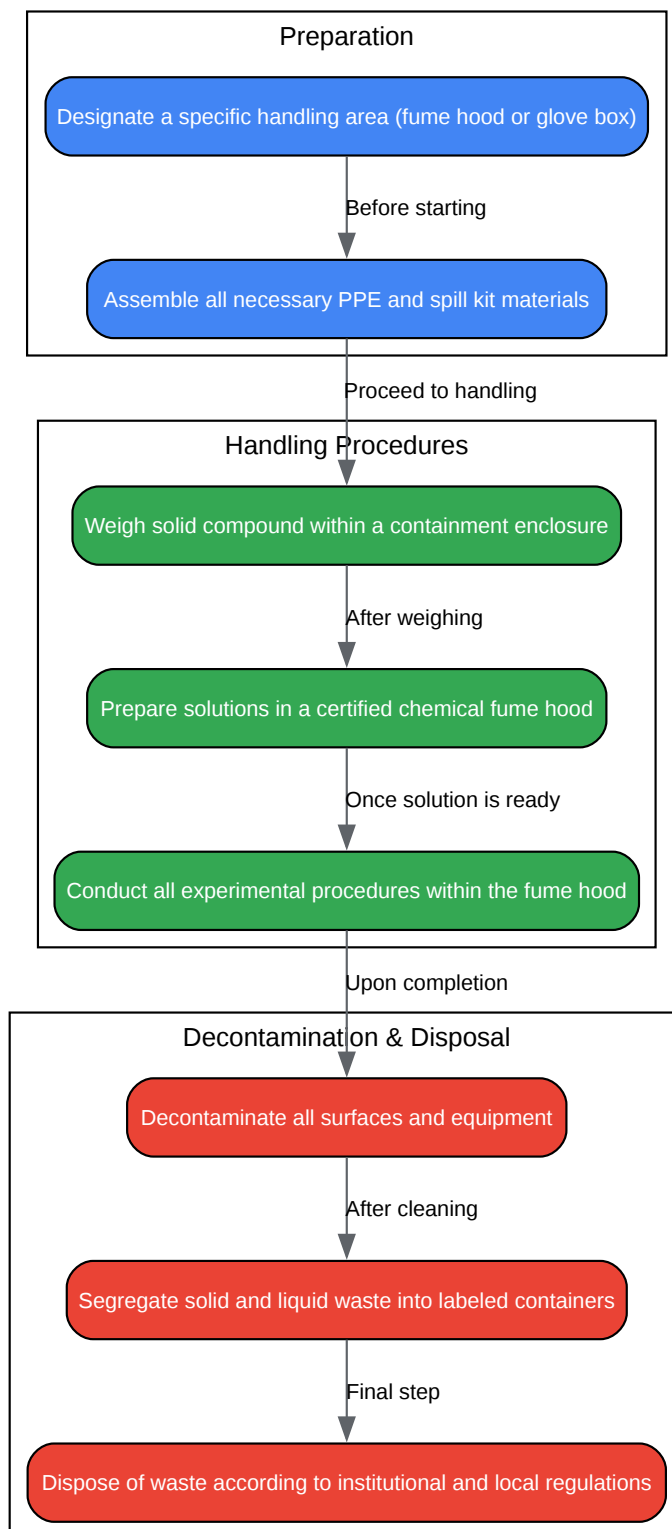 Preparation
Designate a specific handling area (fume hood or glove box)
Before starting
Assemble all necessary PPE and spill kit materials
Proceed to handling
Handling Procedures
Weigh solid compound within a containment enclosure
After weighing
Prepare solutions in a certified chemical fume hood
Once solution is ready
Conduct all experimental procedures within the fume hood
Upon completion
Decontamination & Disposal
Decontaminate all surfaces and equipment
After cleaning
Segregate solid and liquid waste into labeled containers
Final step
Dispose of waste according to institutional and local regulations